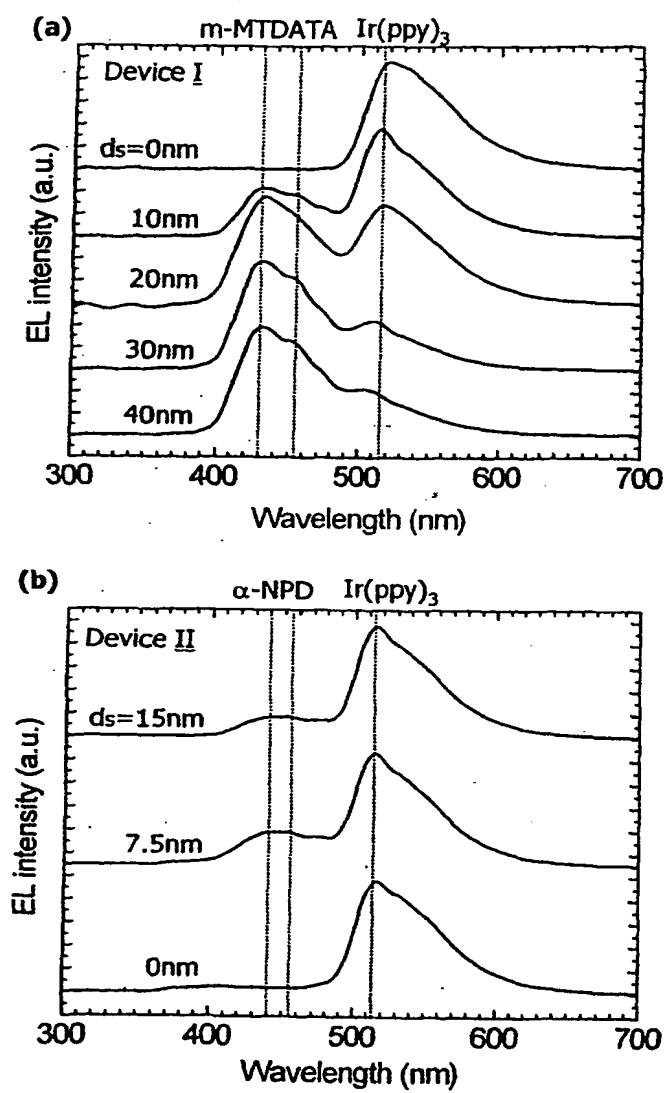 (a)
m-MTDATA Ir(ppy)3
Device I
ds=0nm
10nm
20nm
30nm
40nm
EL intensity (a.u.)
300 400 500 600 700
Wavelength (nm)
(b)
α-NPD Ir(ppy)3
Device II
ds=15nm
7.5nm
0nm
EL intensity (a.u.)
300 400 500 600 700
Wavelength (nm)